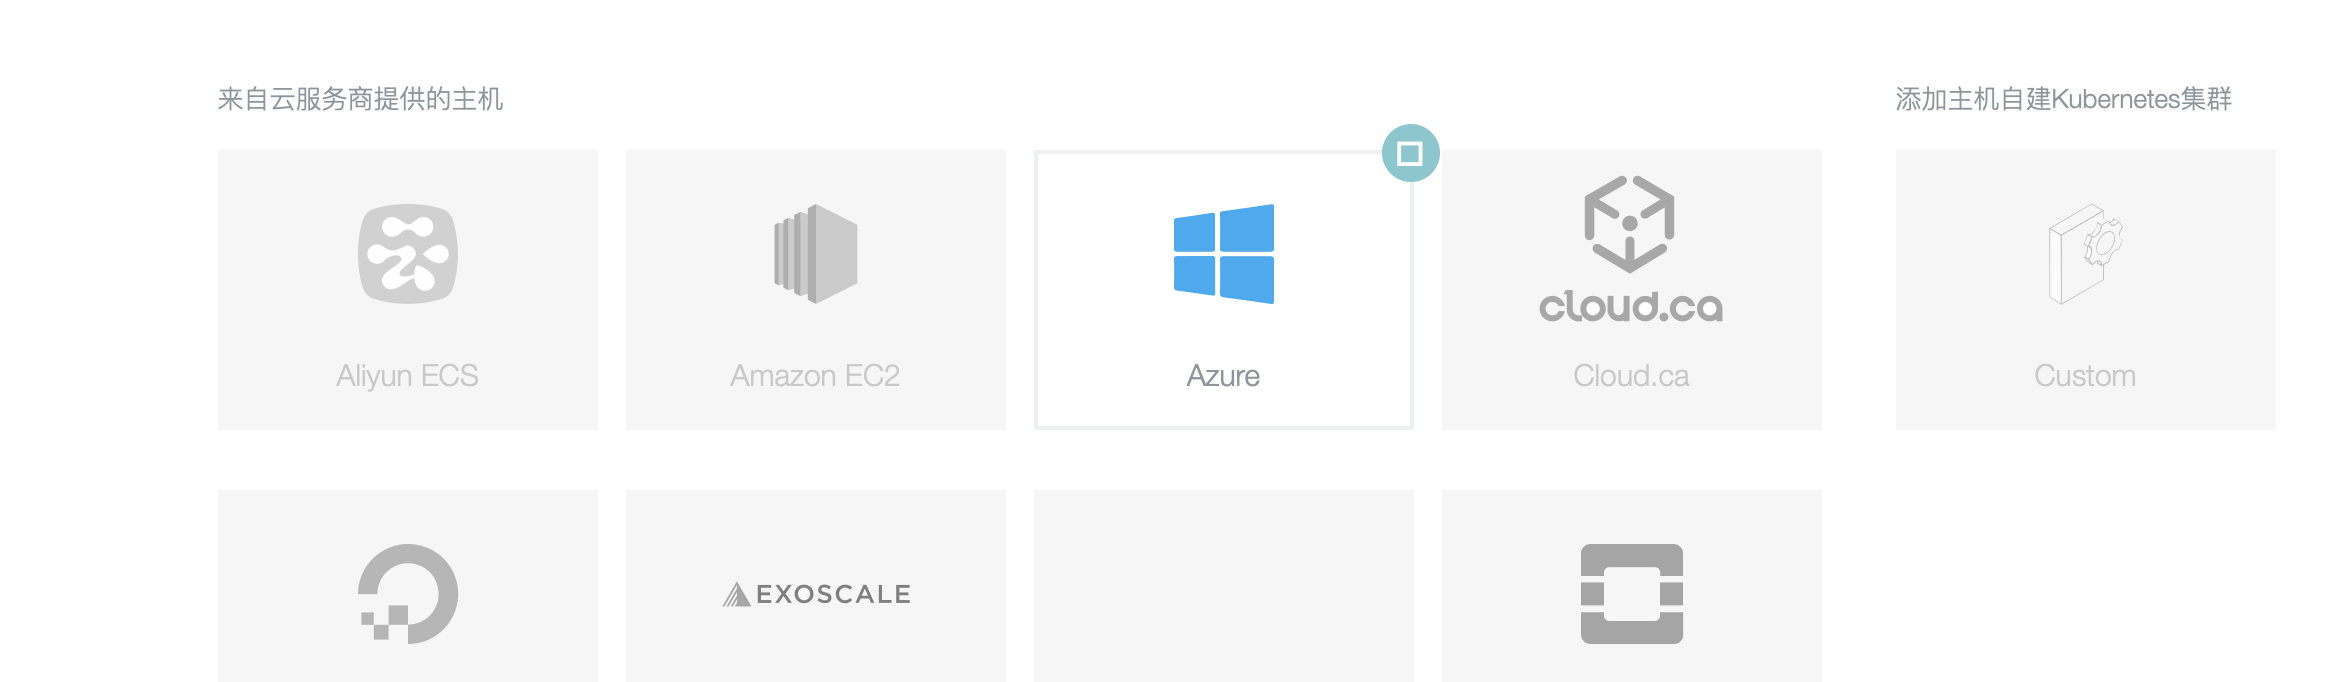 来自云服务商提供的主机
添加主机自建Kubernetes集群
cloud.ca
Aliyun ECS
Amazon EC2
Azure
Cloud.ca
Custom
EXOSCALE